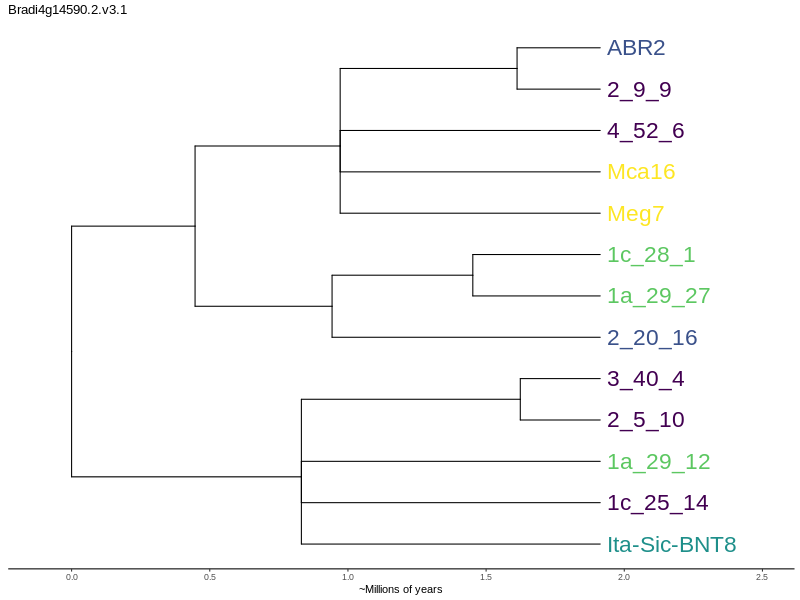 Bradi4g14590.2.v3.1
ABR2
2_9_9
4_52_6
Mca16
Meg7
1c_28_1
1a_29_27
2_20_16
3_40_4
2_5_10
1a_29_12
1c_25_14
Ita-Sic-BNT8
0.0 0.5 1.0 1.5 2.0 2.5
~Millions of years